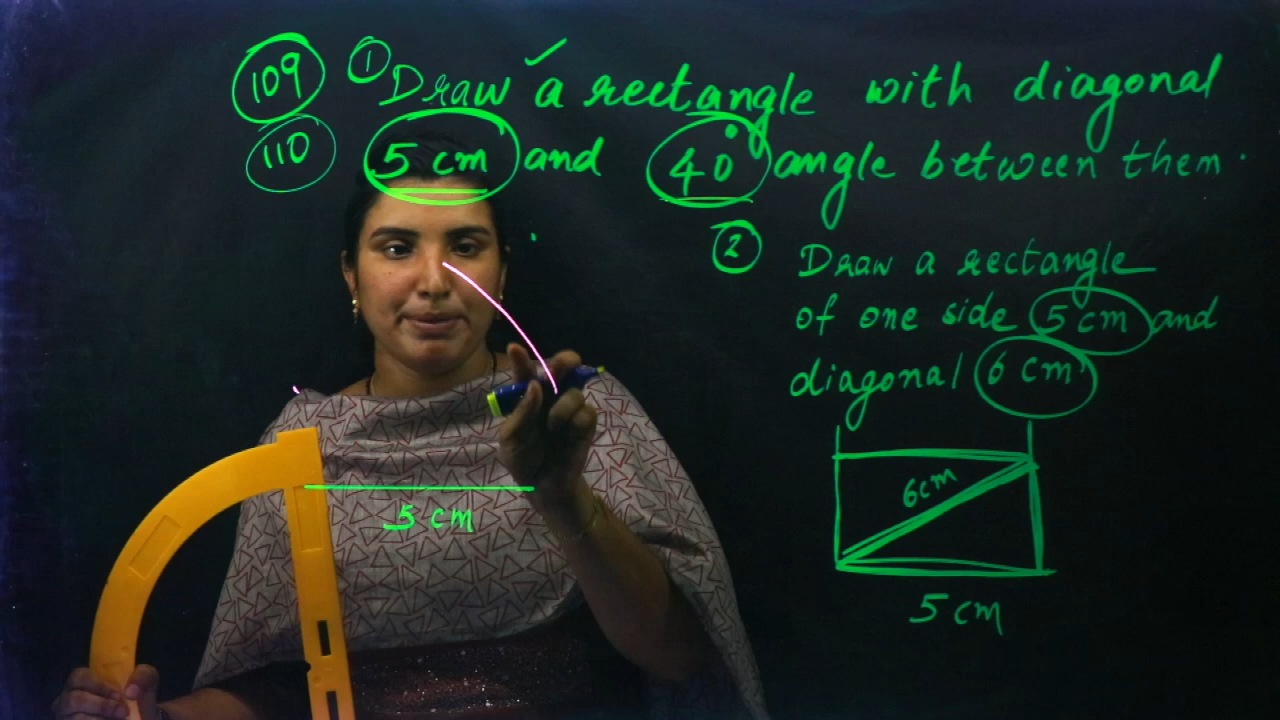 109 ① Draw a rectangle with diagonal
110 5 cm and 40° angle between them.
② Draw a rectangle
of one side 5 cm and
diagonal 6 cm
6cm
5 cm
5 cm